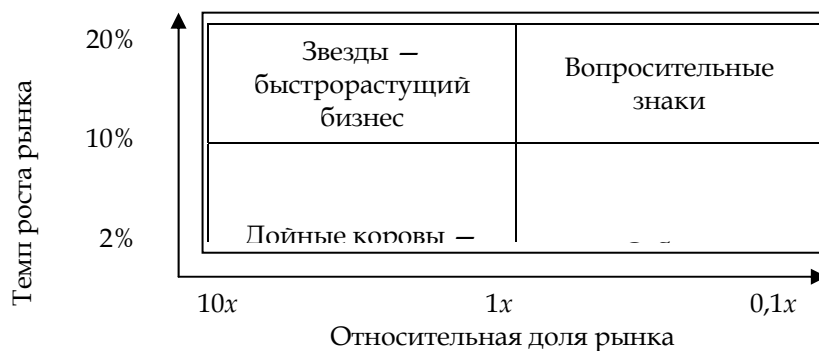 Темп роста рынка
20%
10%
2%
Звезды —
быстрорастущий
бизнес
Вопросительные
знаки
Дойные коровы —
10x
1x
0,1x
Относительная доля рынка